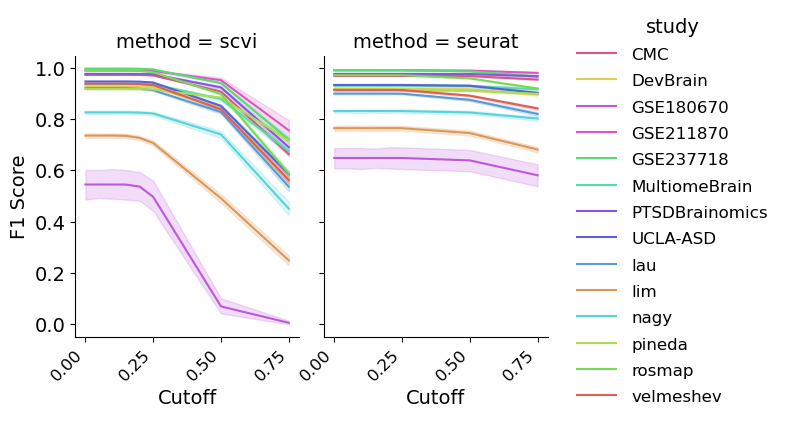 method = scvi
method = seurat
F1 Score
1.0
0.8
0.6
0.4
0.2
0.0
0.00
0.25
0.50
0.75
Cutoff
0.00
0.25
0.50
0.75
Cutoff
study
CMC
DevBrain
GSE180670
GSE211870
GSE237718
MultiomeBrain
PTSDBrainomics
UCLA-ASD
lau
lim
nagy
pineda
rosmap
velmeshev